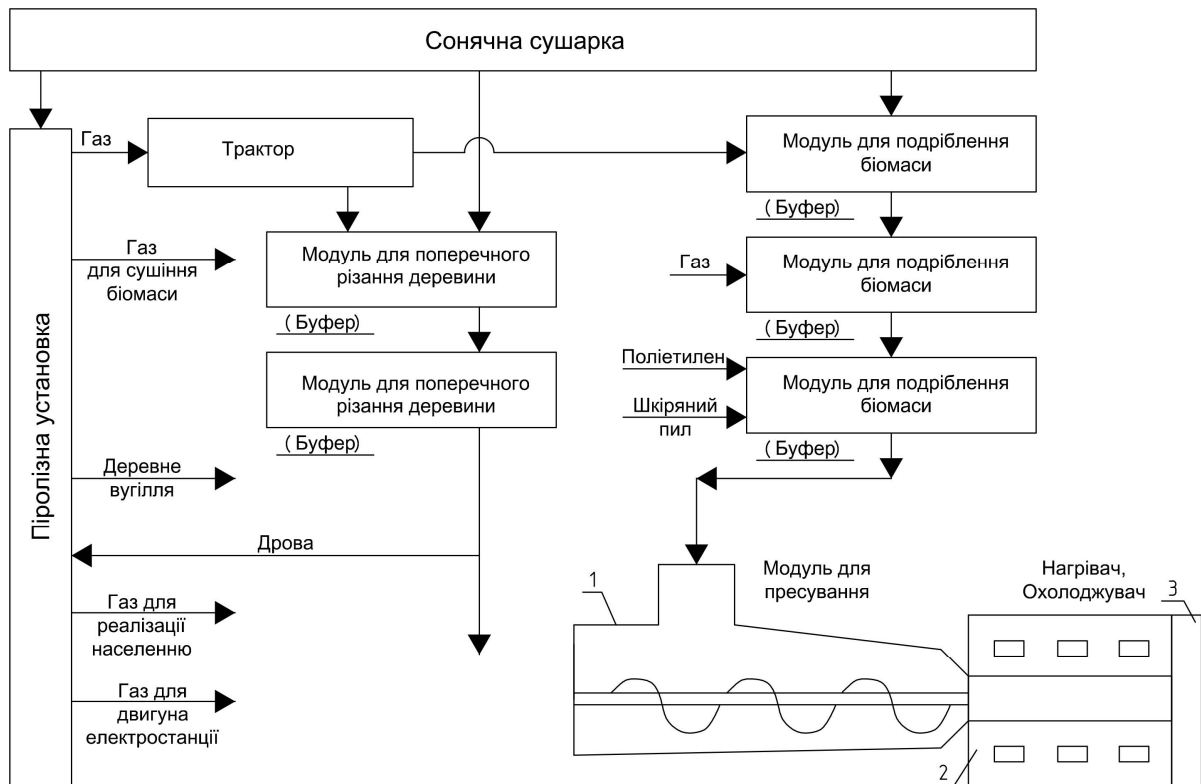 Сонячна сушарка
Газ
Трактор
Модуль для подріблення
біомаси
(Буфер)
Газ
для сушіння
біомаси
Модуль для поперечного
різання деревини
(Буфер)
Газ
Модуль для подріблення
біомаси
(Буфер)
Піролізна установка
Модуль для поперечного
різання деревини
(Буфер)
Поліетилен
Шкіряний
пил
Модуль для подріблення
біомаси
(Буфер)
Деревне
вугілля
Дрова
Газ для
реалізації
населенню
Газ для
двигуна
електростанції
1
Модуль для
пресування
Нагрівач,
Охолоджувач
3
2